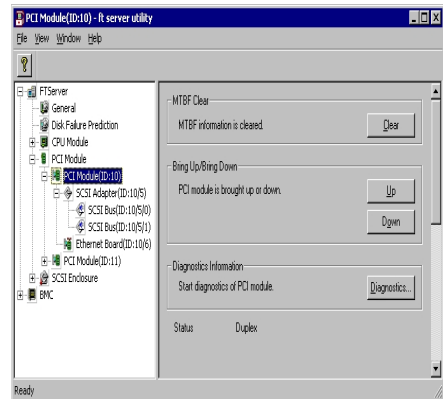 PCI Module(ID:10) - ft server utility
File View Window Help
FTServer
General
Disk Failure Prediction
CPU Module
PCI Module
PCI Module(ID:10)
SCSI Adapter(ID:10/5)
SCSI Bus(ID:10/5/0)
SCSI Bus(ID:10/5/1)
Ethernet Board(ID:10/6)
PCI Module(ID:11)
SCSI Enclosure
BMC
MTBF Clear
MTBF information is cleared.
Clear
Bring Up/Bring Down
PCI module is brought up or down.
Up
Down
Diagnostics Information
Start diagnostics of PCI module.
Diagnostics...
Status Duplex
Ready